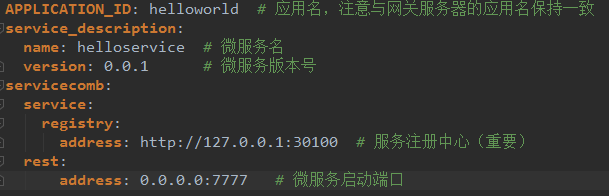 APPLICATION_ID: helloworld  # 应用名，注意与网关服务器的应用名保持一致
service_description:
  name: helloservice  # 微服务名
  version: 0.0.1      # 微服务版本号
servicecomb:
  service:
    registry:
      address: http://127.0.0.1:30100  # 服务注册中心（重要）
  rest:
      address: 0.0.0.0:7777   # 微服务启动端口